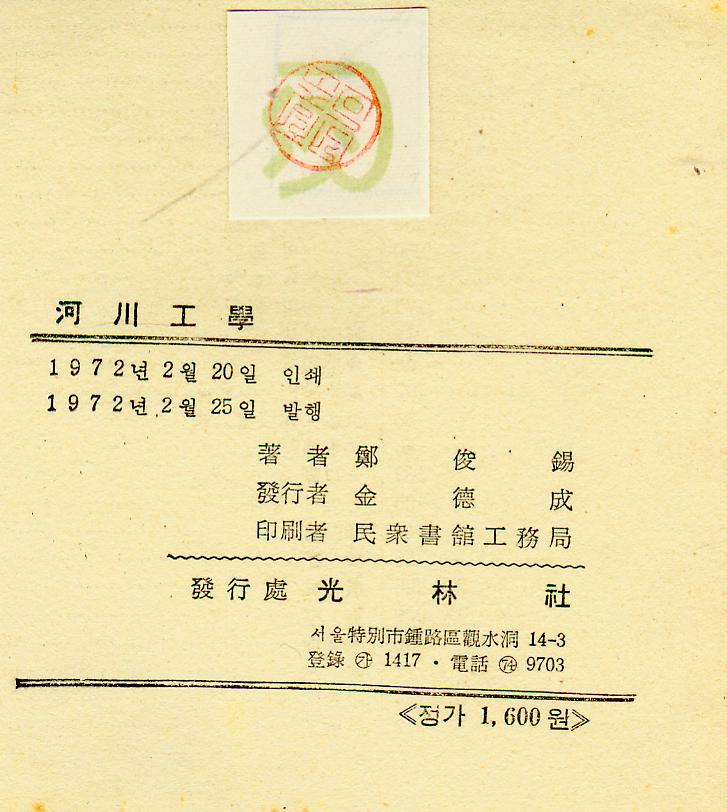 河川工學
1972년 2월 20일 인쇄
1972년 2월 25일 발행
著者 鄭俊錫
發行者 金德成
印刷者 民衆書館工務局
發行處 光林社
서울特別市鍾路區觀水洞 14-3
登錄 ㉮ 1417 · 電話 9703
≪정가 1,600원≫